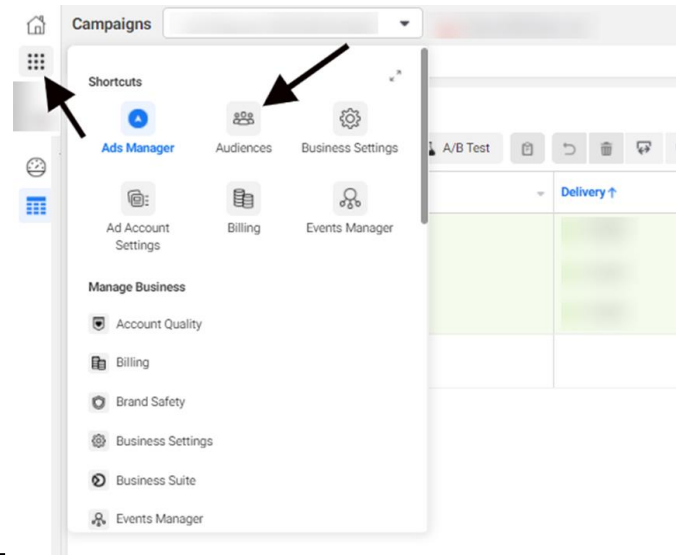 Campaigns
Shortcuts
Ads Manager
Audiences
Business Settings
A/B Test
Delivery↑
Ad Account
Settings
Billing
Events Manager
Manage Business
Account Quality
Billing
Brand Safety
Business Settings
Business Suite
Events Manager